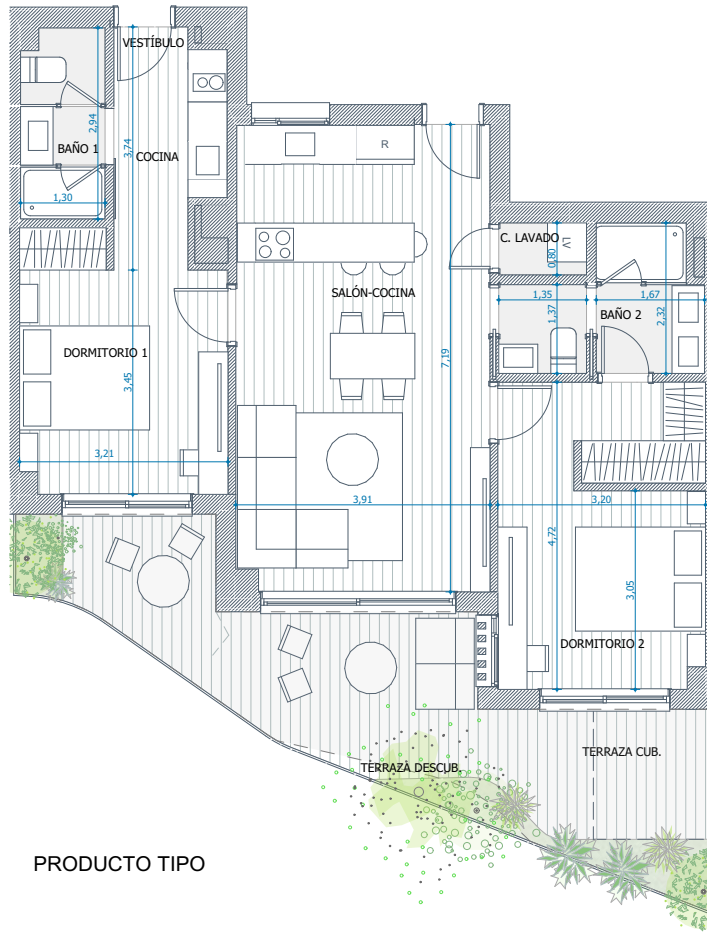 VESTÍBULO
2,94
BAÑO 1
3,74
COCINA
R
1,30
C. LAVADO
LV
0,80
SALÓN-COCINA
1,35
1,67
1,37
BAÑO 2
2,32
DORMITORIO 1
7,19
3,45
3,21
3,91
3,20
4,72
3,05
DORMITORIO 2
TERRAZA CUB.
TERRAZA DESCUB.
PRODUCTO TIPO